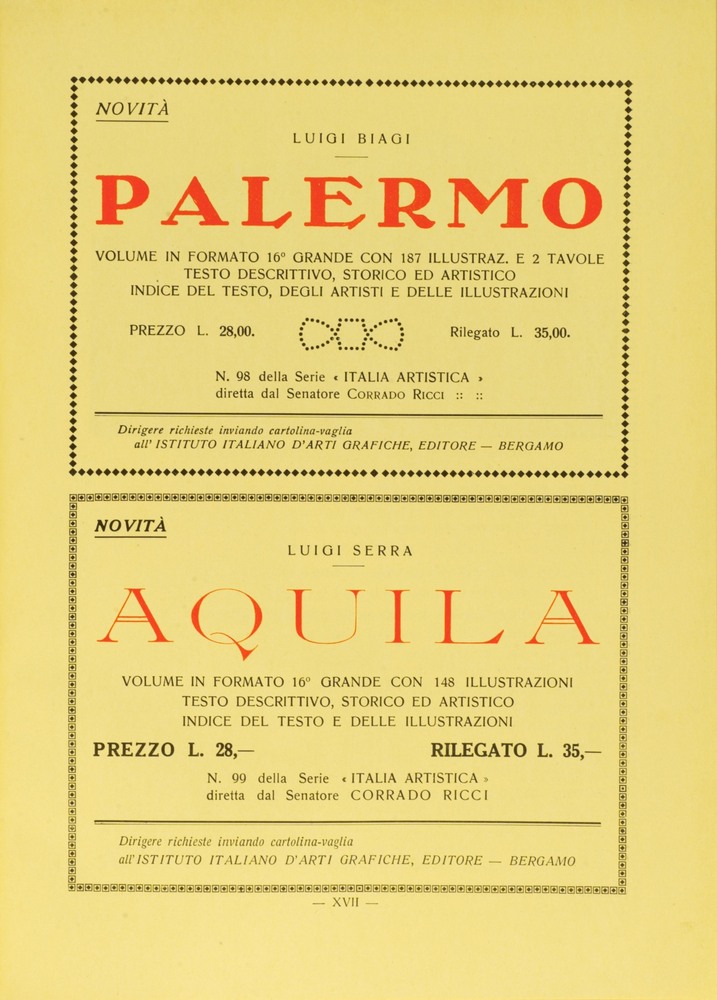 NOVITÀ
LUIGI BIAGI
PALERMO
VOLUME IN FORMATO 16º GRANDE CON 187 ILLUSTRAZ. E 2 TAVOLE
TESTO DESCRITTIVO, STORICO ED ARTISTICO
INDICE DEL TESTO, DEGLI ARTISTI E DELLE ILLUSTRAZIONI
PREZZO L. 28,00. Rilegato L. 35,00.
N. 98 della Serie « ITALIA ARTISTICA »
diretta dal Senatore CORRADO RICCI :: ::
Dirigere richieste inviando cartolina-vaglia
all' ISTITUTO ITALIANO D'ARTI GRAFICHE, EDITORE — BERGAMO
NOVITÀ
LUIGI SERRA
AQUILA
VOLUME IN FORMATO 16º GRANDE CON 148 ILLUSTRAZIONI
TESTO DESCRITTIVO, STORICO ED ARTISTICO
INDICE DEL TESTO E DELLE ILLUSTRAZIONI
PREZZO L. 28,— RILEGATO L. 35,—
N. 99 della Serie « ITALIA ARTISTICA »
diretta dal Senatore CORRADO RICCI
Dirigere richieste inviando cartolina-vaglia
all' ISTITUTO ITALIANO D'ARTI GRAFICHE, EDITORE — BERGAMO
— XVII —